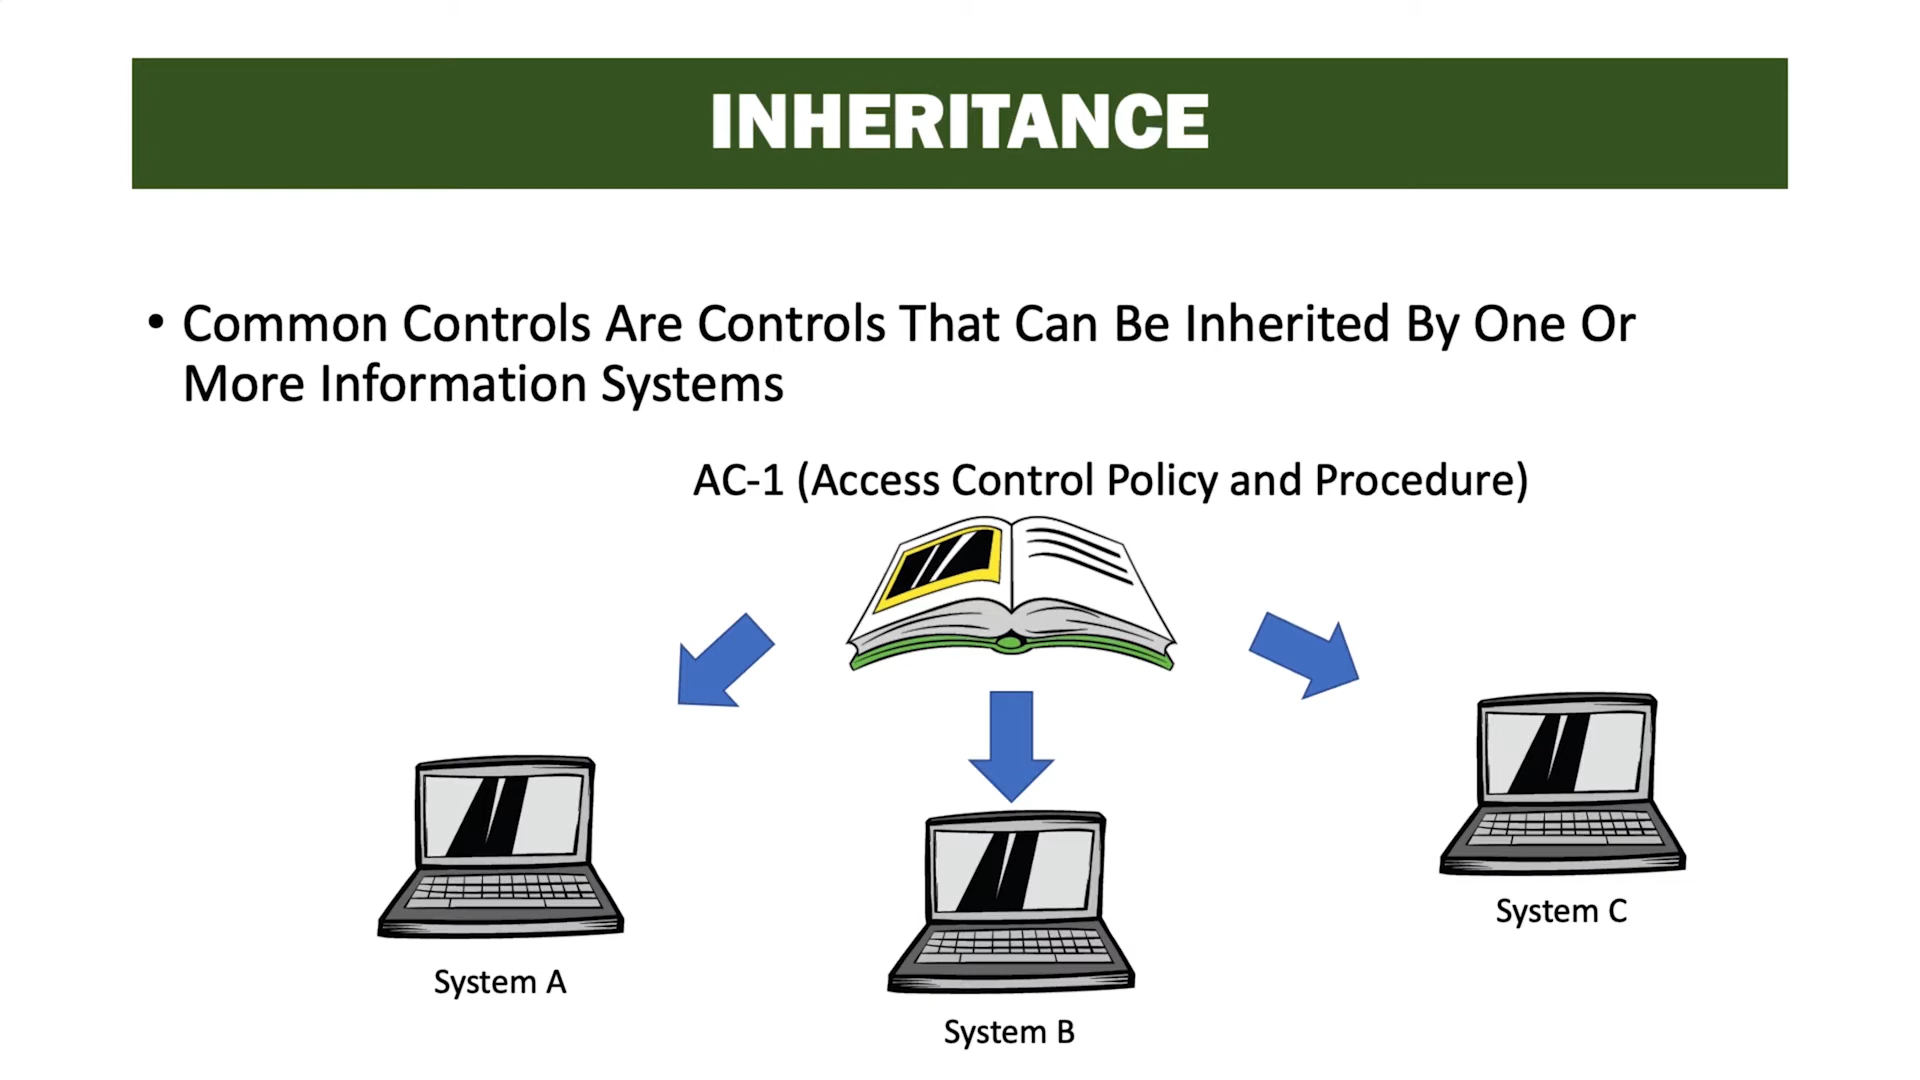 INHERITANCE
• Common Controls Are Controls That Can Be Inherited By One Or
More Information Systems
AC-1 (Access Control Policy and Procedure)
System C
System A
System B